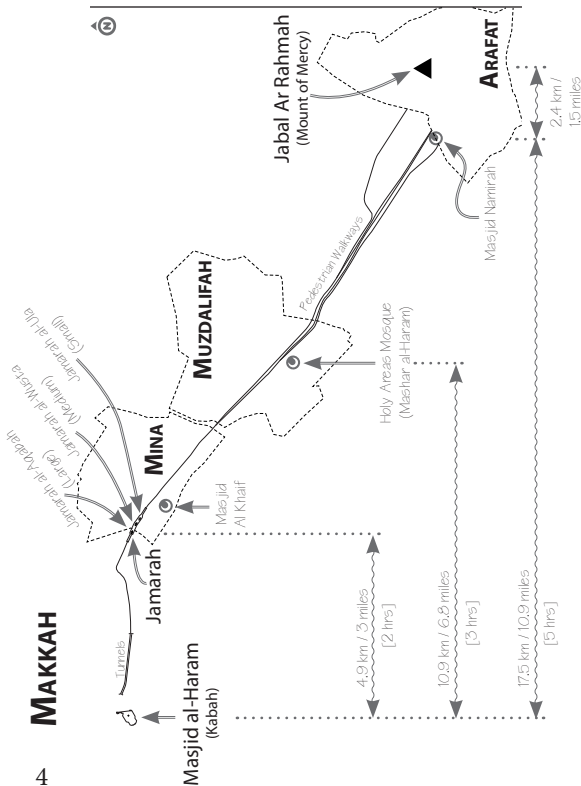 4
MAKKAH
N
Masjid al-Haram
(Kabah)
Tunnels
Jamarah
Jamarah al-Aqabah
(Large)
Jamarah al-Wusta
(Medium)
Jamarah al-Ula
(Small)
MINA
Masjid
Al Khaif
MUZDALIFAH
Holy Areas Mosque
(Mashar al-Haram)
Pedestrian Walkways
Jabal Ar Rahmah
(Mount of Mercy)
ARAFAT
Masjid Namirah
2.4 km /
1.5 miles
4.9 km / 3 miles
[2 hrs]
10.9 km / 6.8 miles
[3 hrs]
17.5 km / 10.9 miles
[5 hrs]